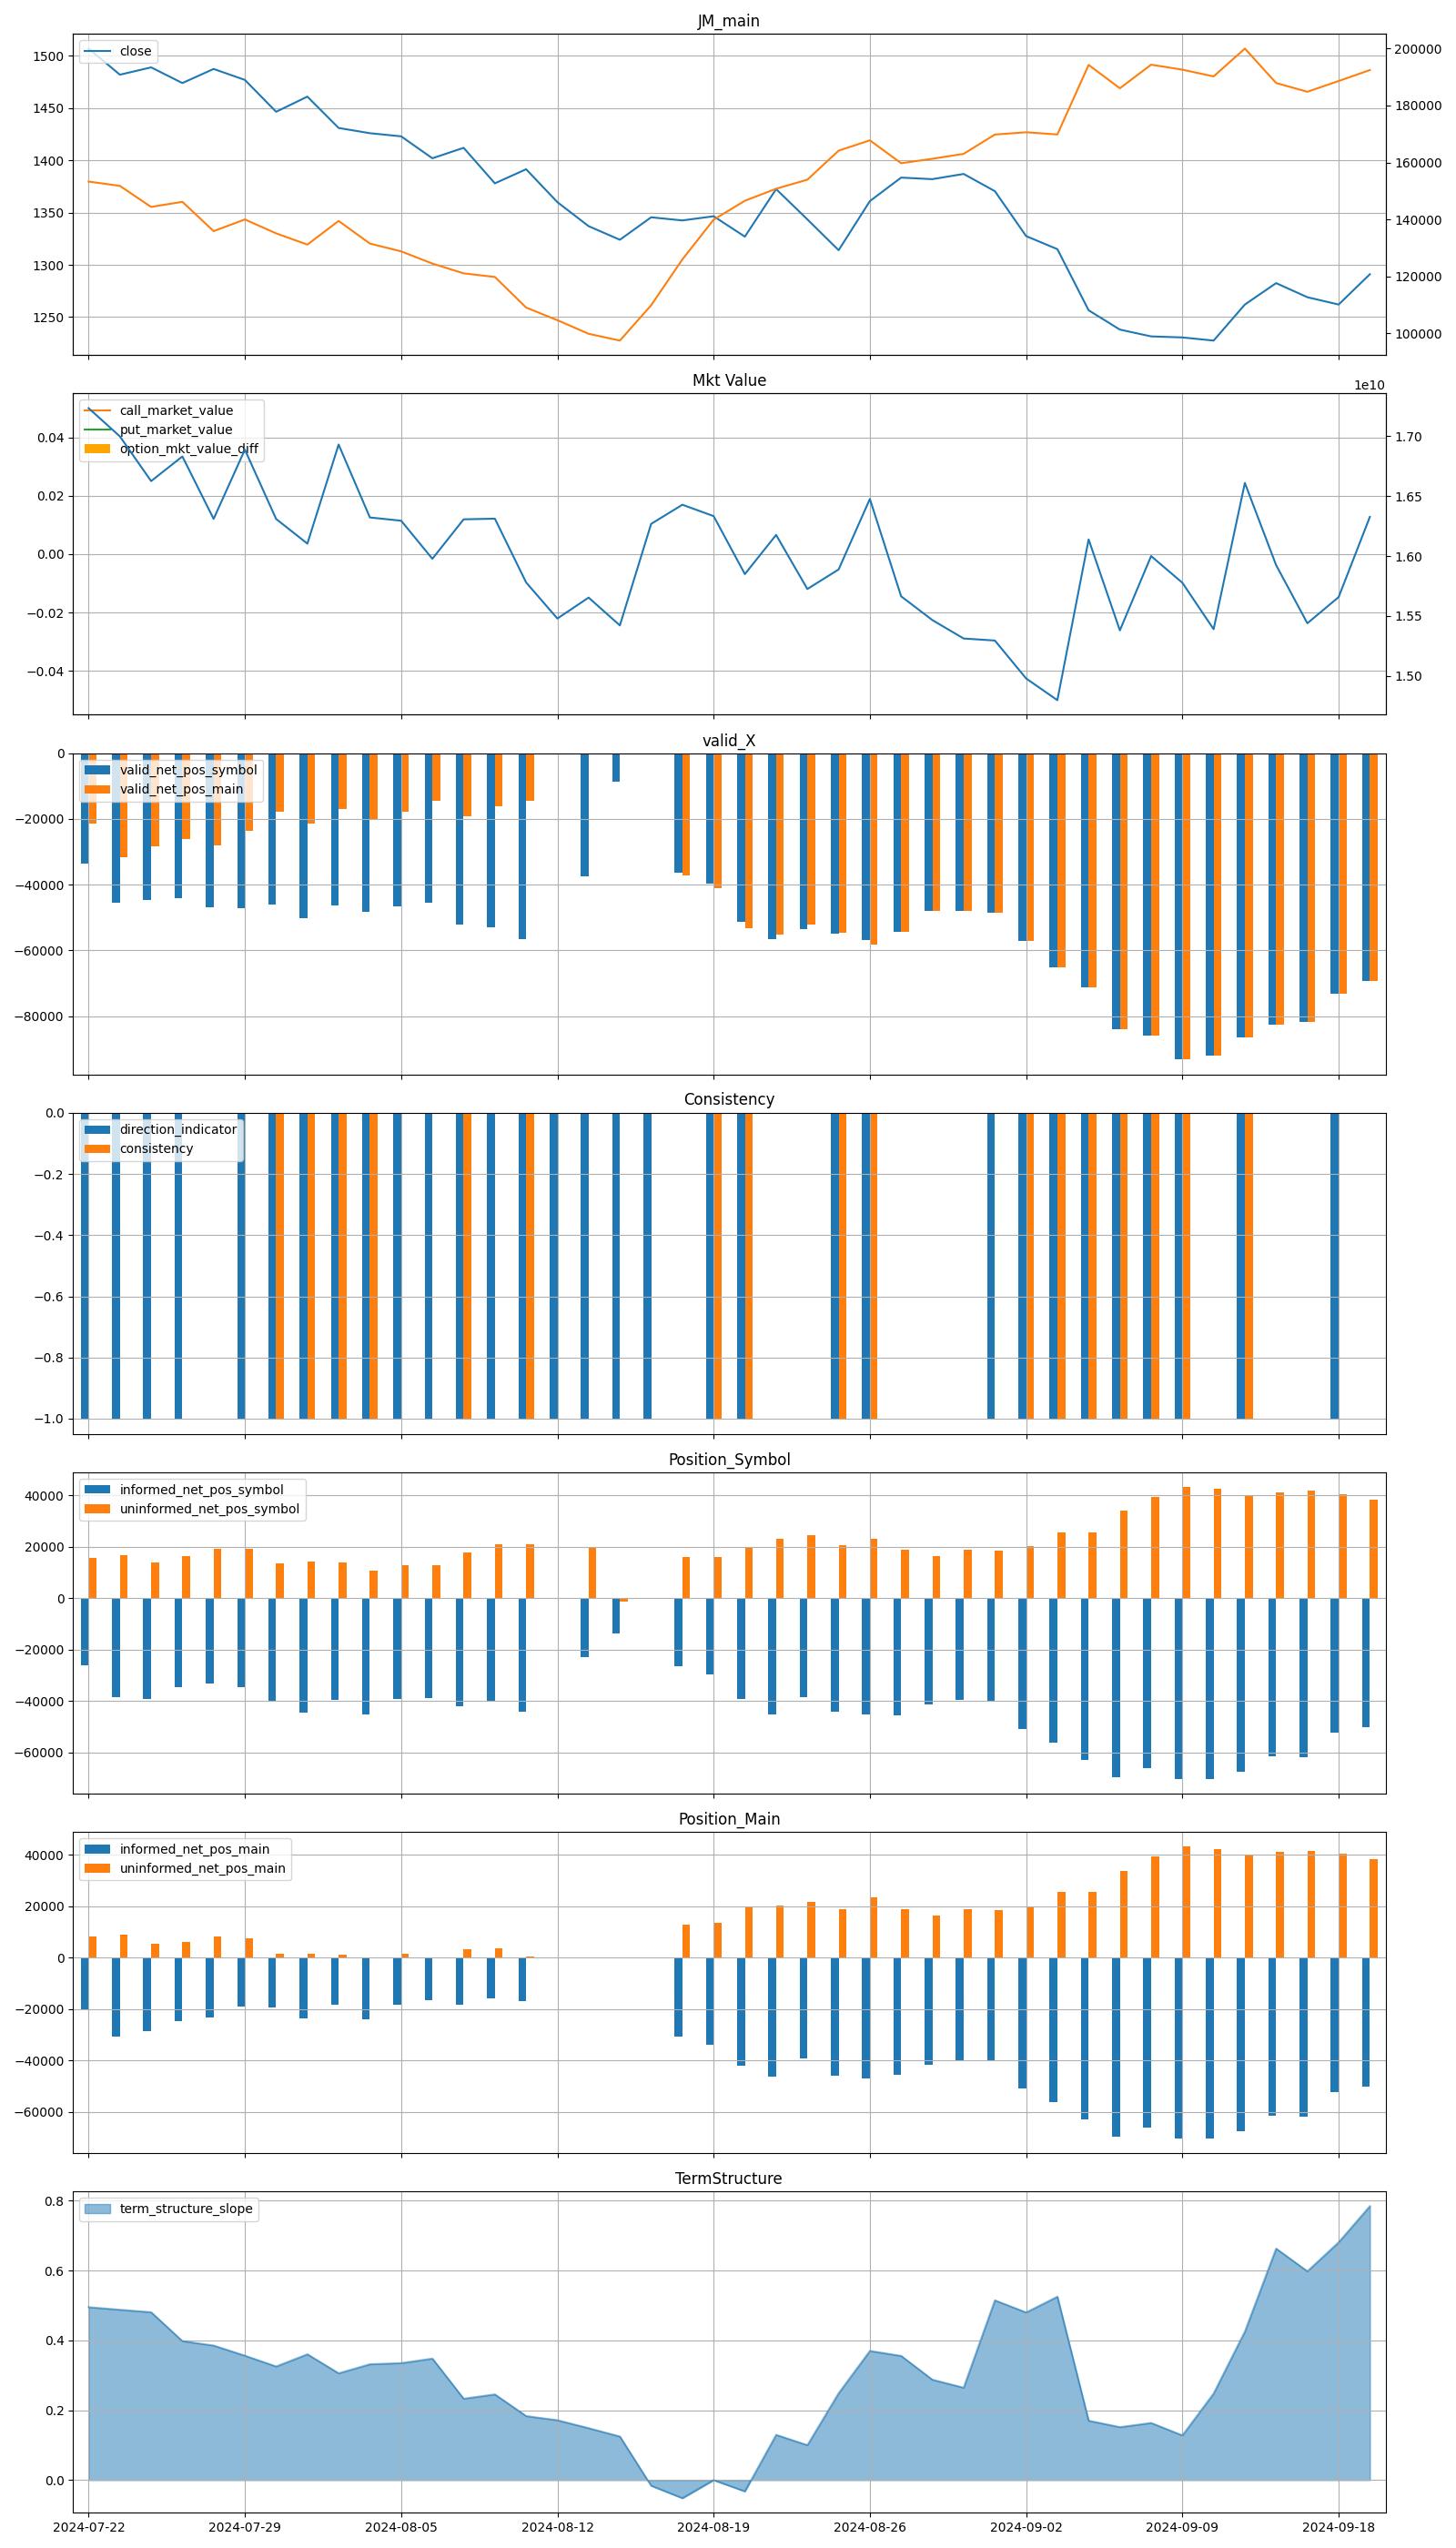 JM_main
close
1500
1450
1400
1350
1300
1250
200000
180000
160000
140000
120000
100000
Mkt Value
1e10
call_market_value
put_market_value
option_mkt_value_diff
0.04
0.02
0.00
−0.02
−0.04
1.70
1.65
1.60
1.55
1.50
valid_X
valid_net_pos_symbol
valid_net_pos_main
0
−20000
−40000
−60000
−80000
Consistency
direction_indicator
consistency
0.0
−0.2
−0.4
−0.6
−0.8
−1.0
Position_Symbol
informed_net_pos_symbol
uninformed_net_pos_symbol
40000
20000
0
−20000
−40000
−60000
Position_Main
informed_net_pos_main
uninformed_net_pos_main
40000
20000
0
−20000
−40000
−60000
TermStructure
term_structure_slope
0.8
0.6
0.4
0.2
0.0
2024-07-22 2024-07-29 2024-08-05 2024-08-12 2024-08-19 2024-08-26 2024-09-02 2024-09-09 2024-09-18